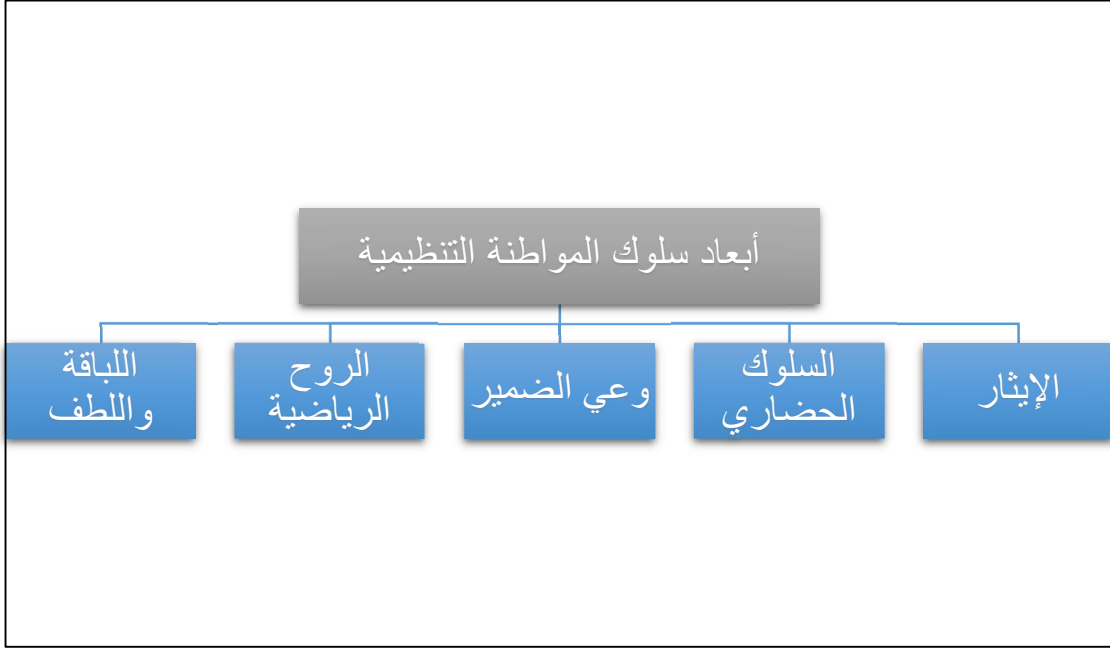 أبعاد سلوك المواطنة التنظيمية
الإيثار
السلوك
الحضاري
وعي الضمير
الروح
الرياضية
اللباقة
واللطف